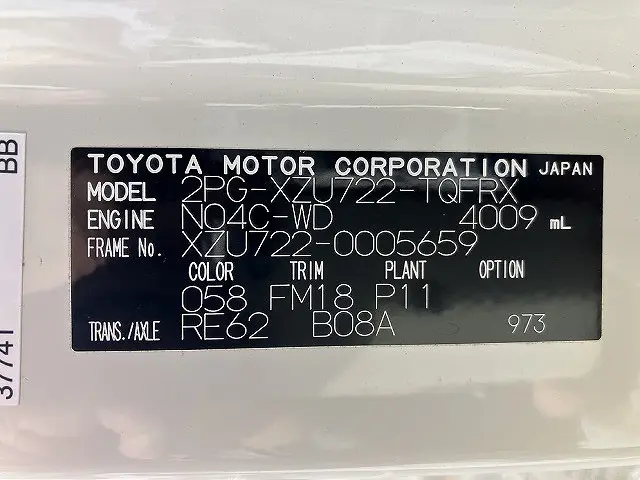 TOYOTA MOTOR CORPORATION JAPAN
MODEL 2PG-XZU722-TQFRX
ENGINE N04C-WD 4009 mL
FRAME No. XZU722-0005659
COLOR TRIM PLANT OPTION
058 FM18 P11
TRANS./AXLE RE62 B08A 973
37741 BB